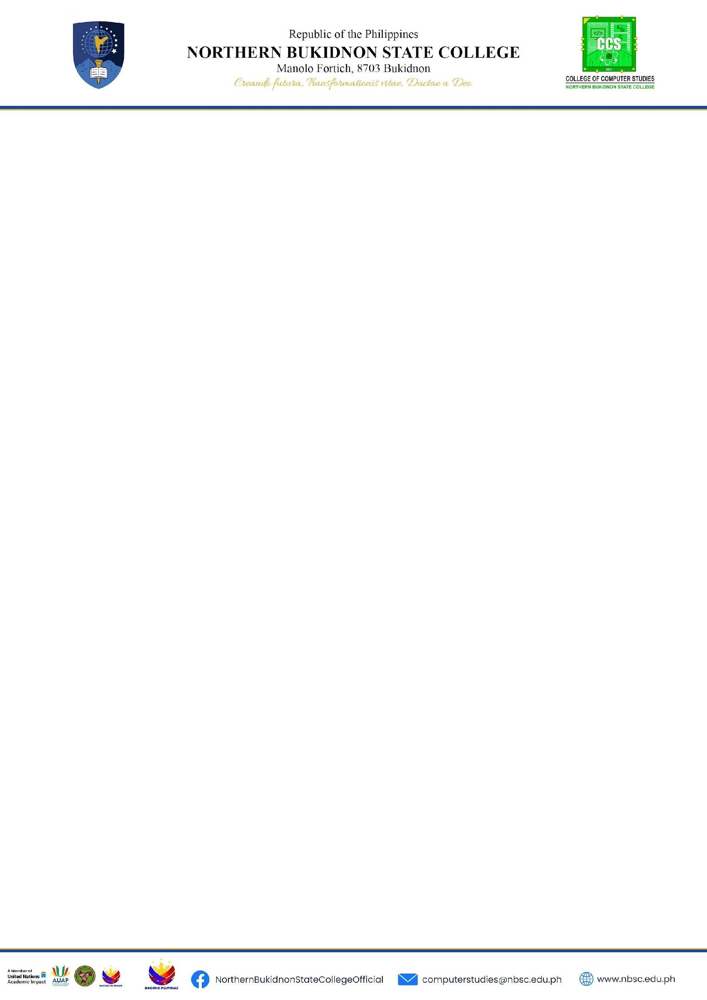 Republic of the Philippines
NORTHERN BUKIDNON STATE COLLEGE
Manolo Fortich, 8703 Bukidnon
Creando futura, Transformationis vitae, Ductae a Deo
</>
CCS
2011
COLLEGE OF COMPUTER STUDIES
NORTHERN BUKIDNON STATE COLLEGE
A Member of
United Nations
Academic Impact
AUAP
BAGONG PILIPINAS
BAGONG PILIPINAS
NorthernBukidnonStateCollegeOfficial
computerstudies@nbsc.edu.ph
www.nbsc.edu.ph